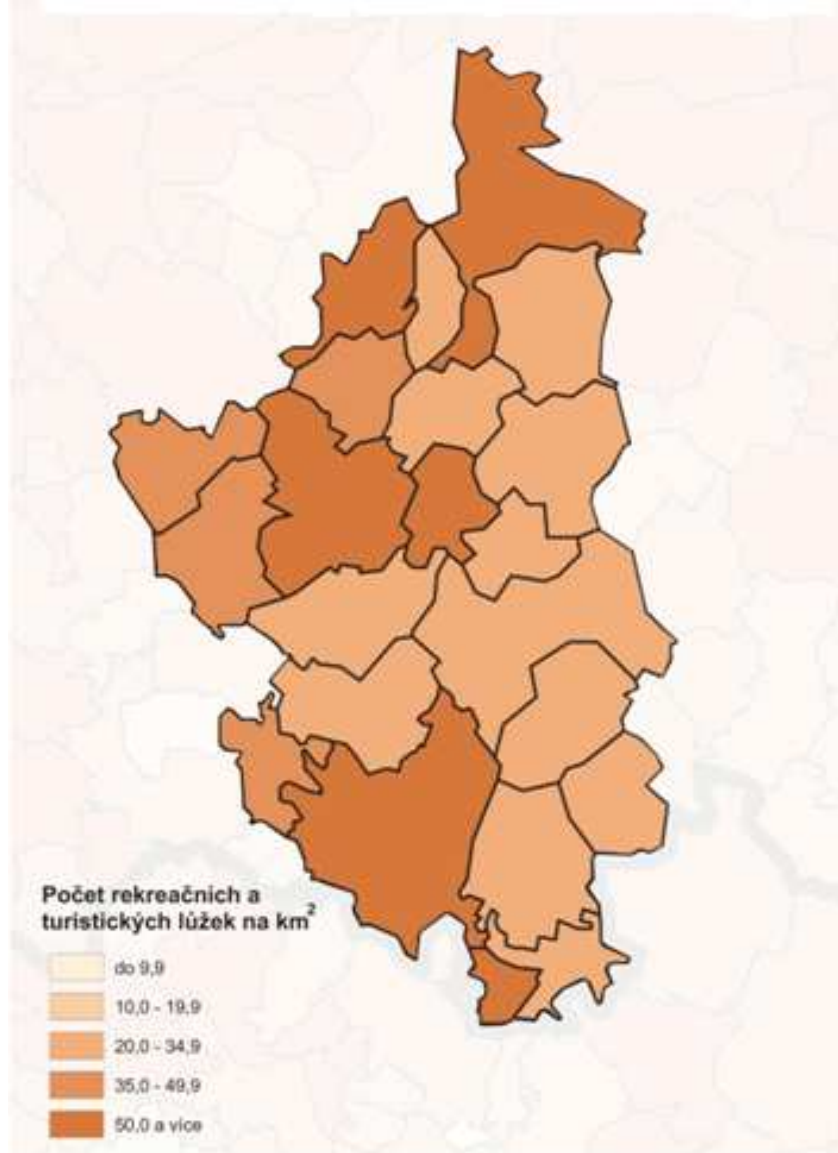 Počet rekreačních a
turistických lůžek na km²
do 9,9
10,0 - 19,9
20,0 - 34,9
35,0 - 49,9
50,0 a více